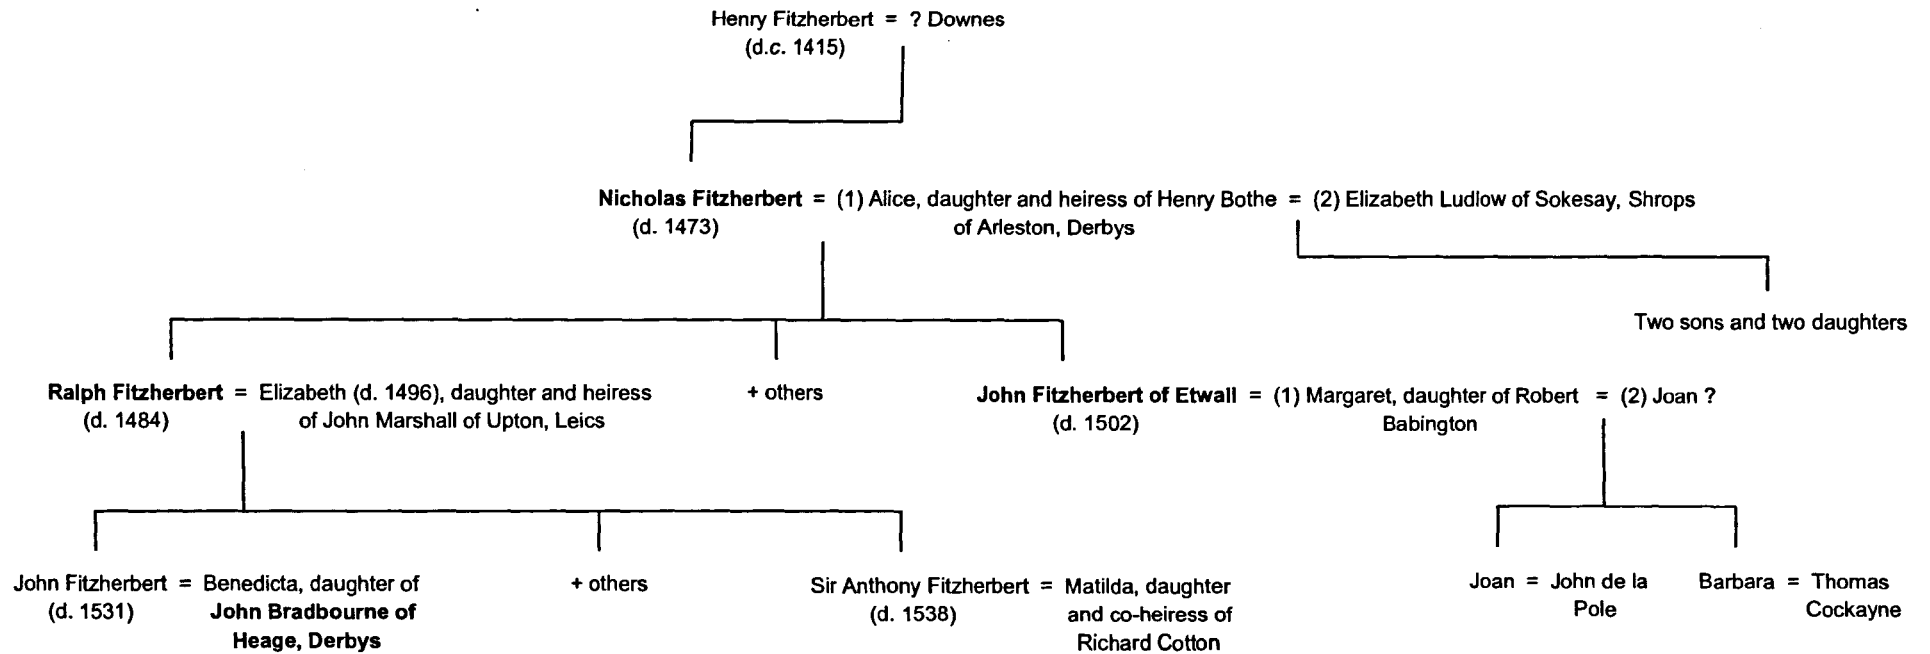 Henry Fitzherbert = ? Downes
(d.c. 1415)
Nicholas Fitzherbert = (1) Alice, daughter and heiress of Henry Bothe = (2) Elizabeth Ludlow of Sokesay, Shrops
(d. 1473) of Arleston, Derbys
Two sons and two daughters
Ralph Fitzherbert = Elizabeth (d. 1496), daughter and heiress + others John Fitzherbert of Etwall = (1) Margaret, daughter of Robert = (2) Joan ?
(d. 1484) of John Marshall of Upton, Leics (d. 1502) Babington
John Fitzherbert = Benedicta, daughter of + others Sir Anthony Fitzherbert = Matilda, daughter Joan = John de la Barbara = Thomas
(d. 1531) John Bradbourne of (d. 1538) and co-heiress of Pole Cockayne
Heage, Derbys Richard Cotton